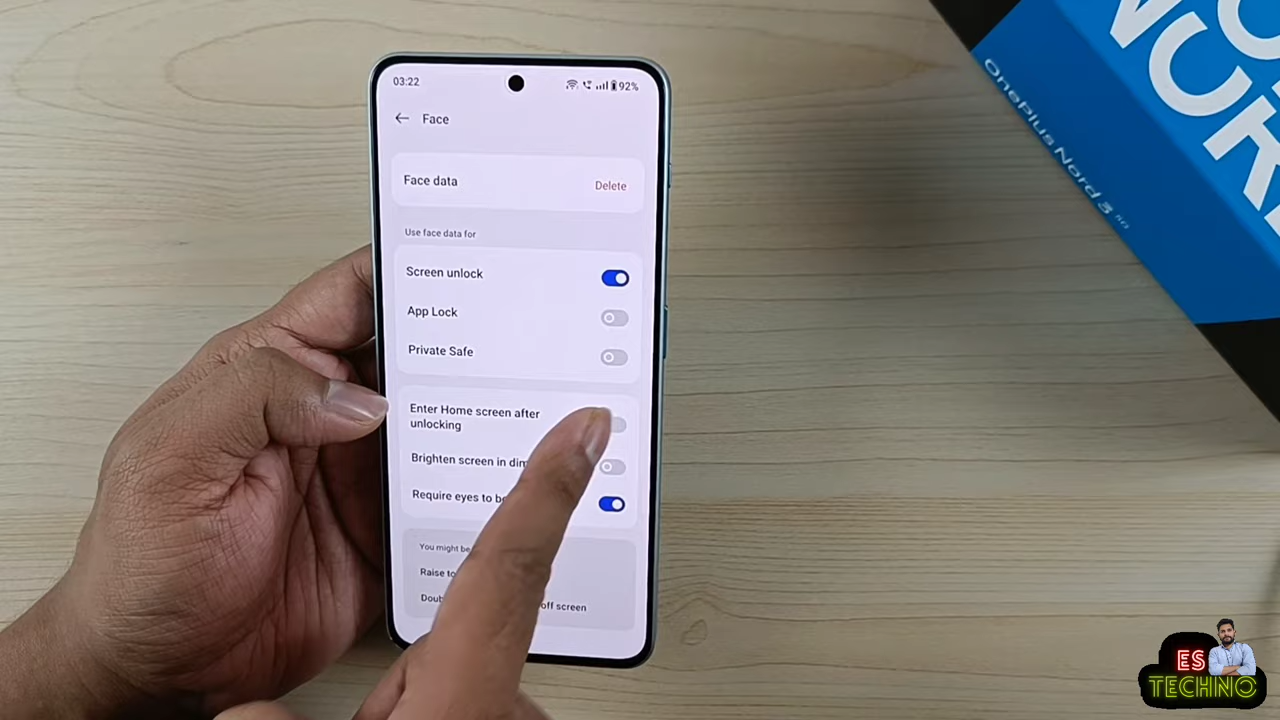 03:22
92%
Face
Face data
Delete
Use face data for
Screen unlock
App Lock
Private Safe
Enter Home screen after
unlocking
Brighten screen in dim
Require eyes to be
You might be
Raise to
off screen
OnePlus Nord 3 5G
ES
TECHNO